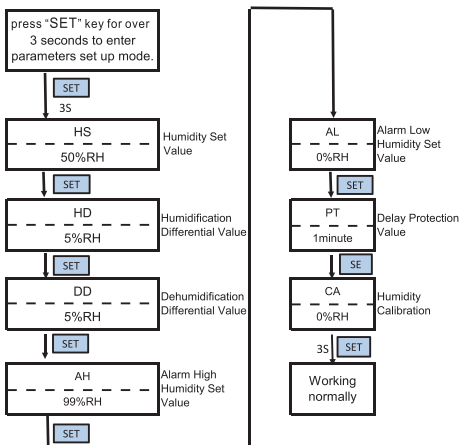 press “SET” key for over
3 seconds to enter
parameters set up mode.
SET
3S
HS
50%RH
Humidity Set
Value
SET
HD
5%RH
Humidification
Differential Value
SET
DD
5%RH
Dehumidification
Differential Value
SET
AH
99%RH
Alarm High
Humidity Set
Value
SET
AL
0%RH
Alarm Low
Humidity Set
Value
SET
PT
1minute
Delay Protection
Value
SE
CA
0%RH
Humidity
Calibration
3S
SET
Working
normally